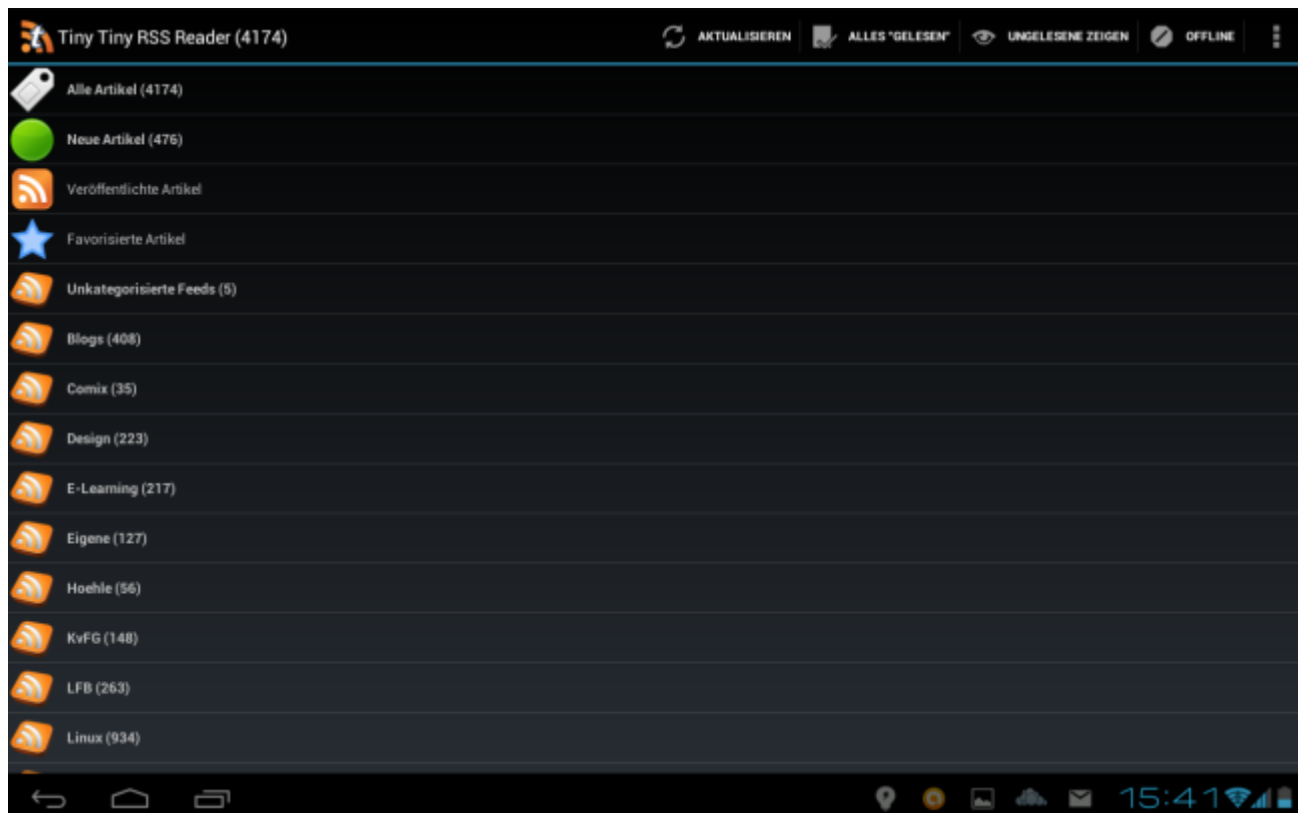 Tiny Tiny RSS Reader (4174)
AKTUALISIEREN
ALLES "GELESEN"
UNGELESENE ZEIGEN
OFFLINE
Alle Artikel (4174)
Neue Artikel (476)
Veröffentlichte Artikel
Favorisierte Artikel
Unkategorisierte Feeds (5)
Blogs (408)
Comix (35)
Design (223)
E-Learning (217)
Eigene (127)
Hoehle (56)
KvFG (148)
LFB (263)
Linux (934)
15:41